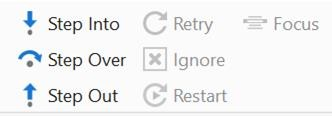 Step Into Retry Focus
Step Over Ignore
Step Out Restart